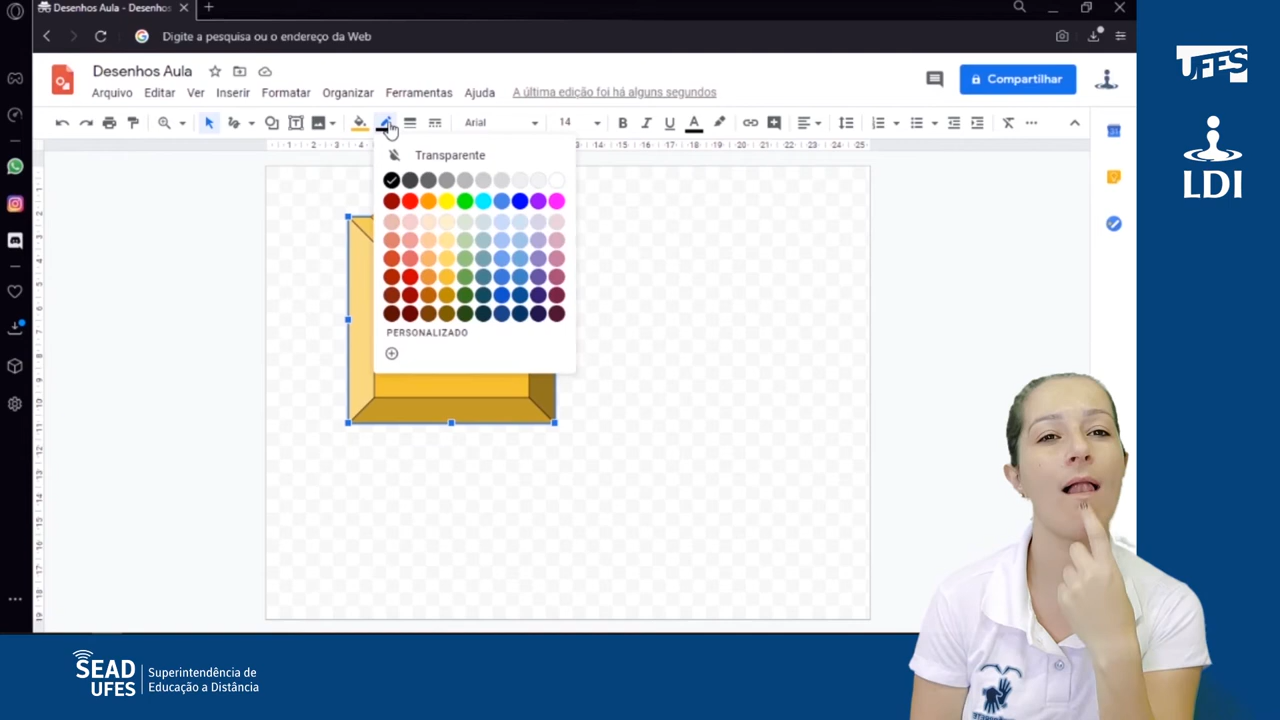 Desenhos Aula - Desenhos
Digite a pesquisa ou o endereço da Web
Desenhos Aula
Compartilhar
Arquivo Editar Ver Inserir Formatar Organizar Ferramentas Ajuda A última edição foi há alguns segundos
Arial 14 B I U A
Transparente
PERSONALIZADO
UFES
LDI
SEAD
UFES
Superintendência de
Educação a Distância